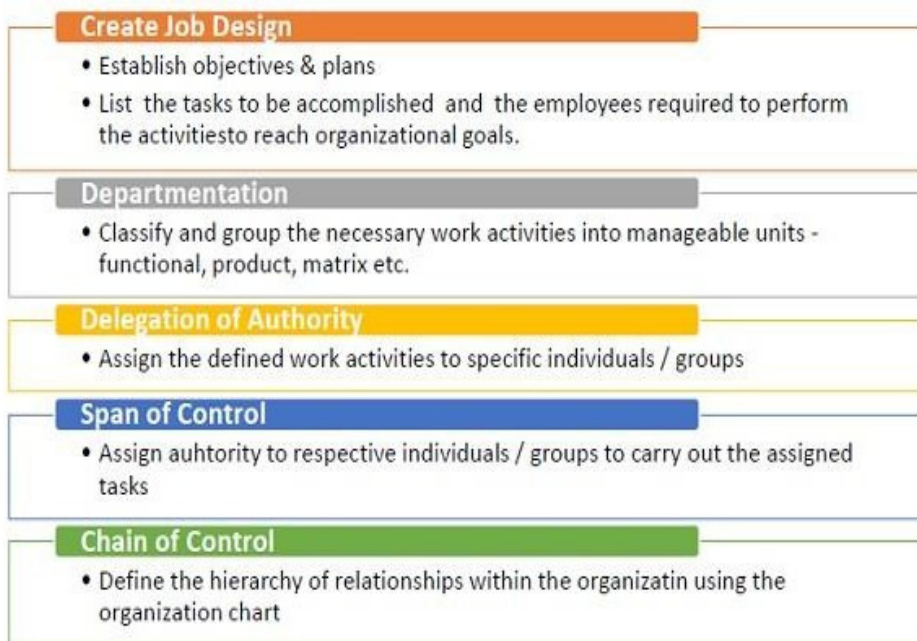 Create Job Design
• Establish objectives & plans
• List the tasks to be accomplished and the employees required to perform
the activitiesto reach organizational goals.
Departmentation
• Classify and group the necessary work activities into manageable units -
functional, product, matrix etc.
Delegation of Authority
• Assign the defined work activities to specific individuals / groups
Span of Control
• Assign auhtority to respective individuals / groups to carry out the assigned
tasks
Chain of Control
• Define the hierarchy of relationships within the organizatin using the
organization chart